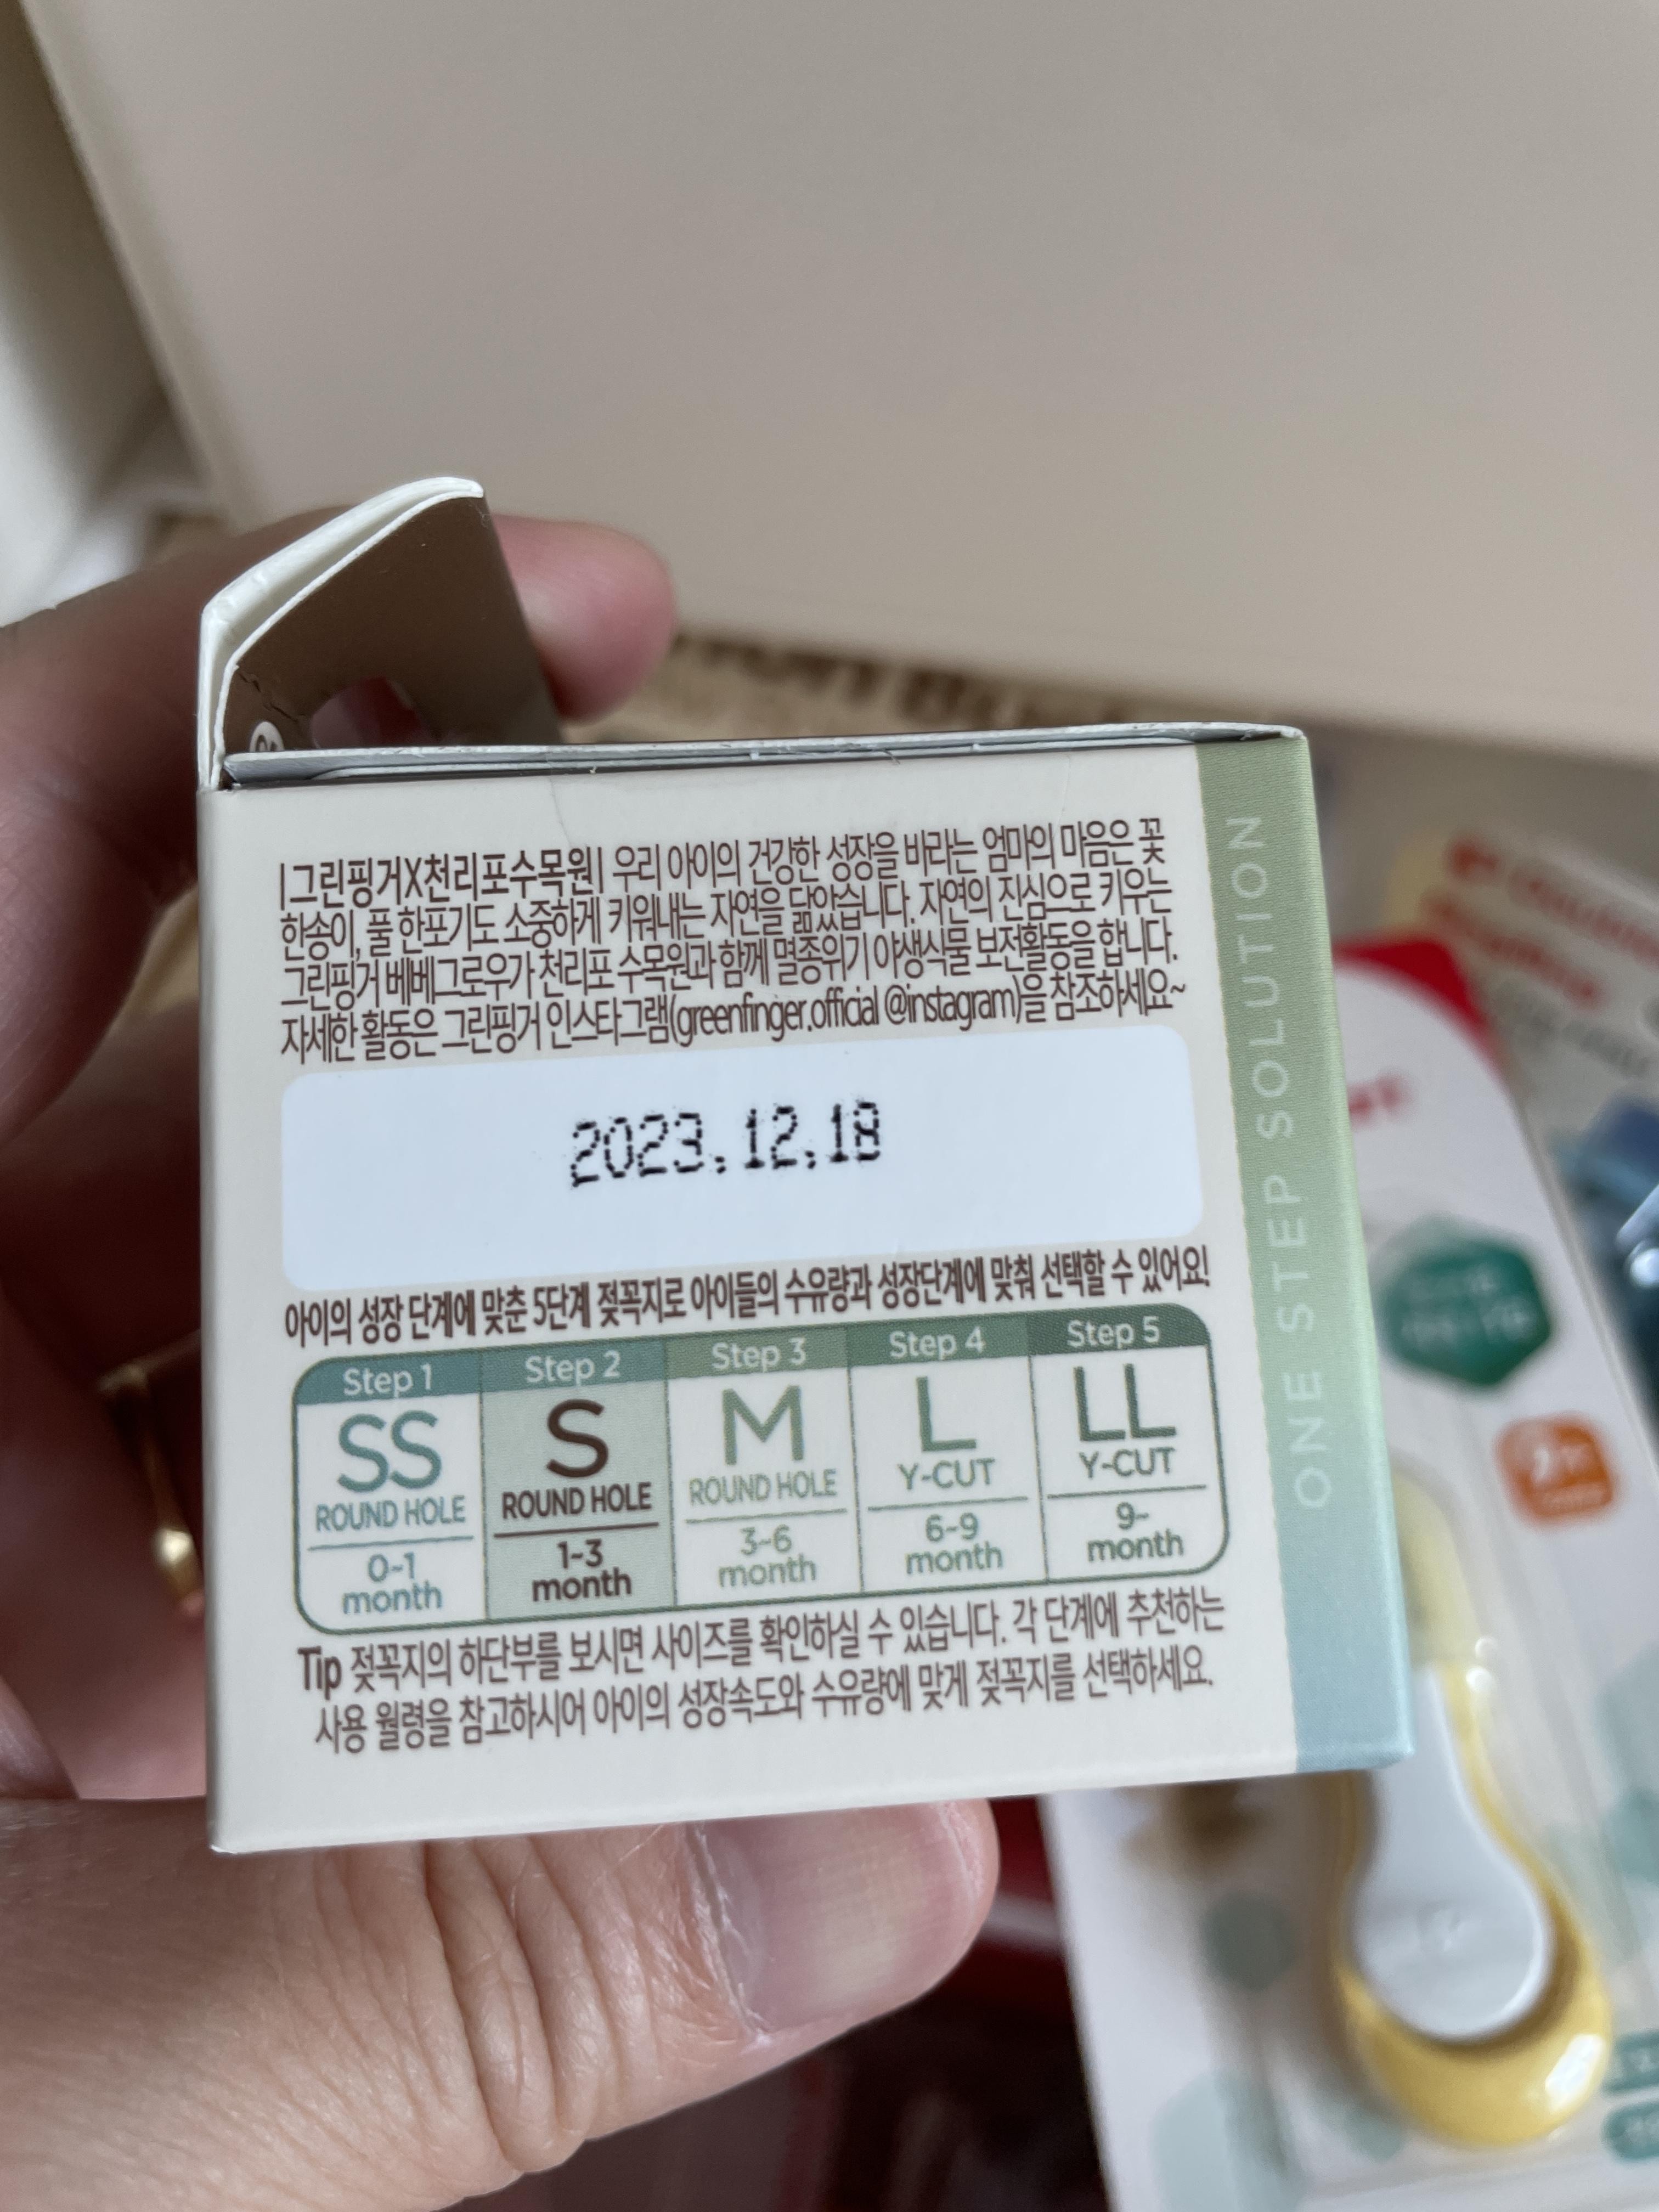 |그린핑거X천리포수목원| 우리 아이의 건강한 성장을 바라는 엄마의 마음은 꽃
한송이, 풀 한포기도 소중하게 키워내는 자연을 닮았습니다. 자연의 진심으로 키우는
그린핑거 베베그로우가 천리포 수목원과 함께 멸종위기 야생식물 보전활동을 합니다.
자세한 활동은 그린핑거 인스타그램(greenfinger.official @instagram)을 참조하세요~
2023.12.18
아이의 성장 단계에 맞춘 5단계 젖꼭지로 아이들의 수유량과 성장단계에 맞춰 선택할 수 있어요!
Step 1 Step 2 Step 3 Step 4 Step 5
SS S M L LL
ROUND HOLE ROUND HOLE ROUND HOLE Y-CUT Y-CUT
0~1 1~3 3~6 6~9 9~
month month month month month
Tip 젖꼭지의 하단부를 보시면 사이즈를 확인하실 수 있습니다. 각 단계에 추천하는
사용 월령을 참고하시어 아이의 성장속도와 수유량에 맞게 젖꼭지를 선택하세요.
ONE STEP SOLUTION